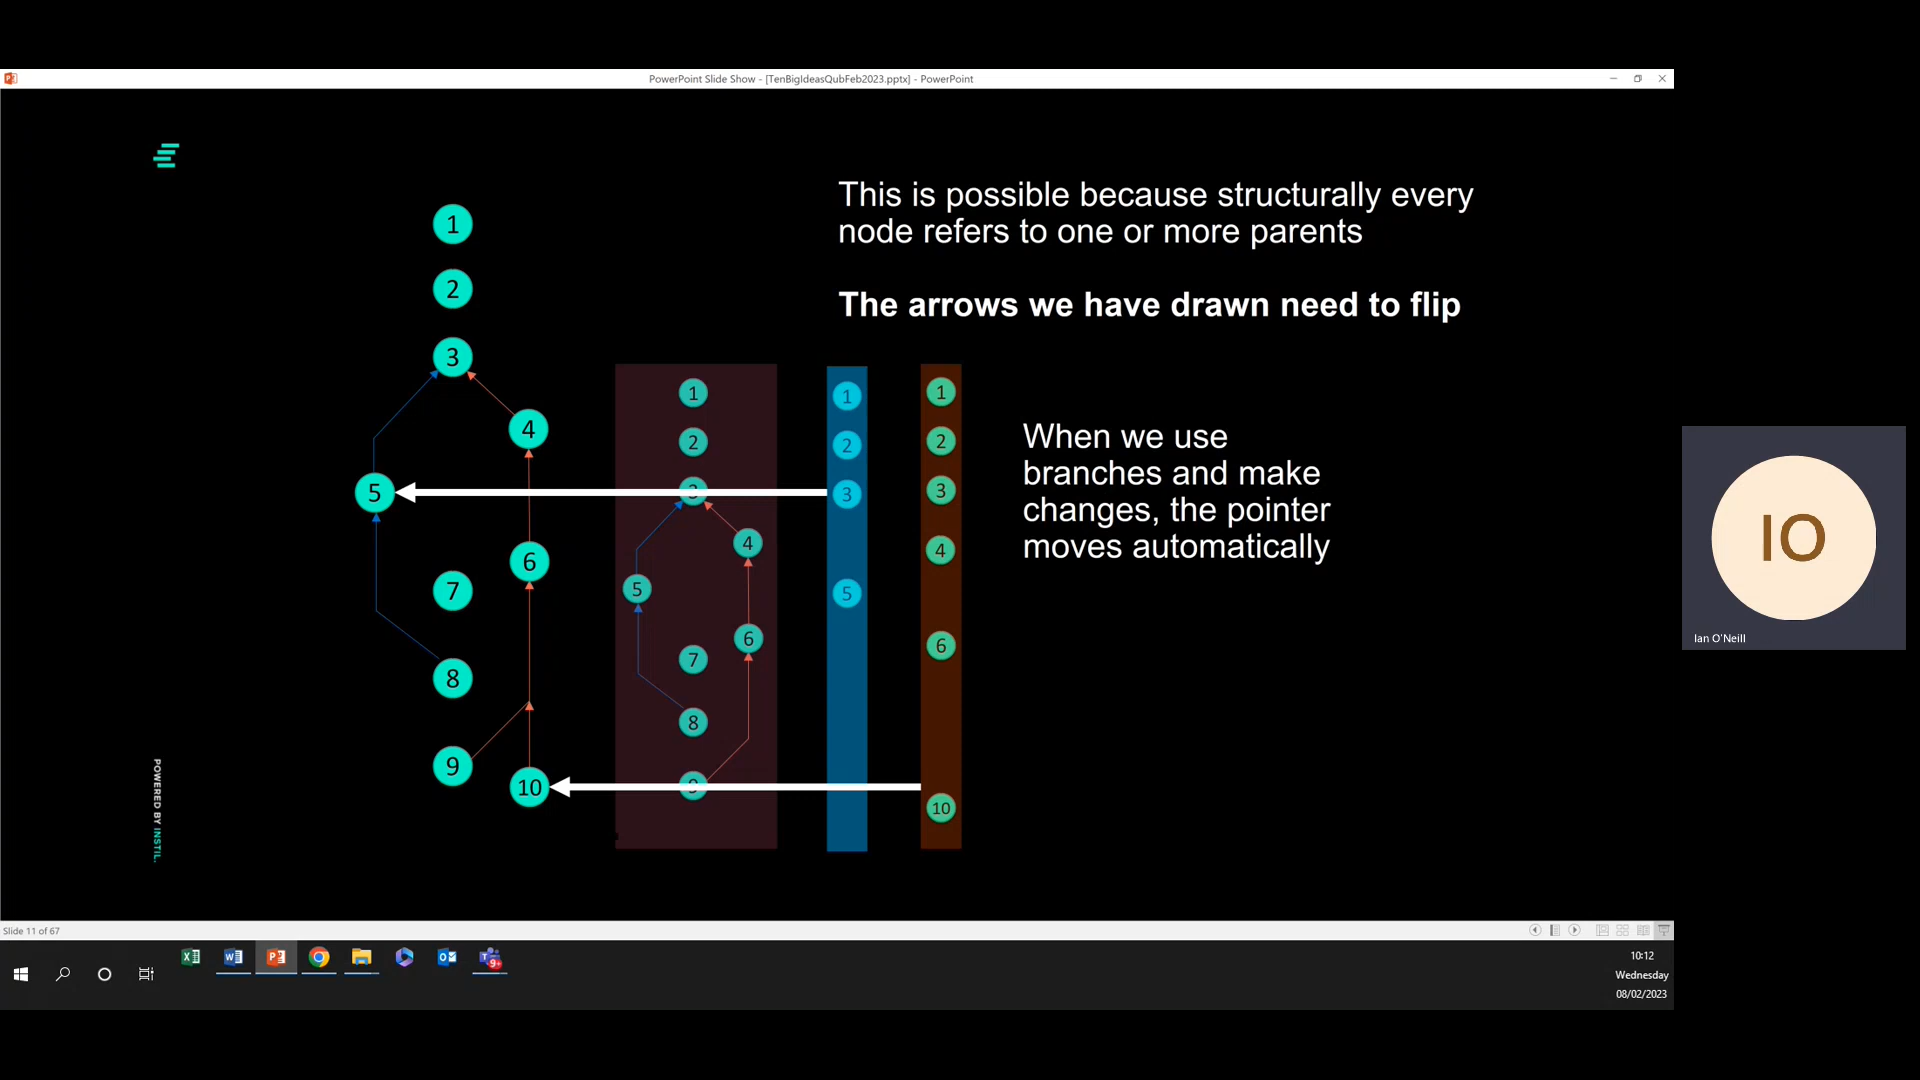 PowerPoint Slide Show - [TenBigIdeasQubFeb2023.pptx] - PowerPoint
This is possible because structurally every
node refers to one or more parents
The arrows we have drawn need to flip
1
2
3
4
5
6
7
8
9
10
1
2
3
4
5
6
7
8
9
1
2
3
5
1
2
3
4
6
10
When we use
branches and make
changes, the pointer
moves automatically
POWERED BY INSTIL.
IO
Ian O'Neill
Slide 11 of 67
9+
10:12
Wednesday
08/02/2023